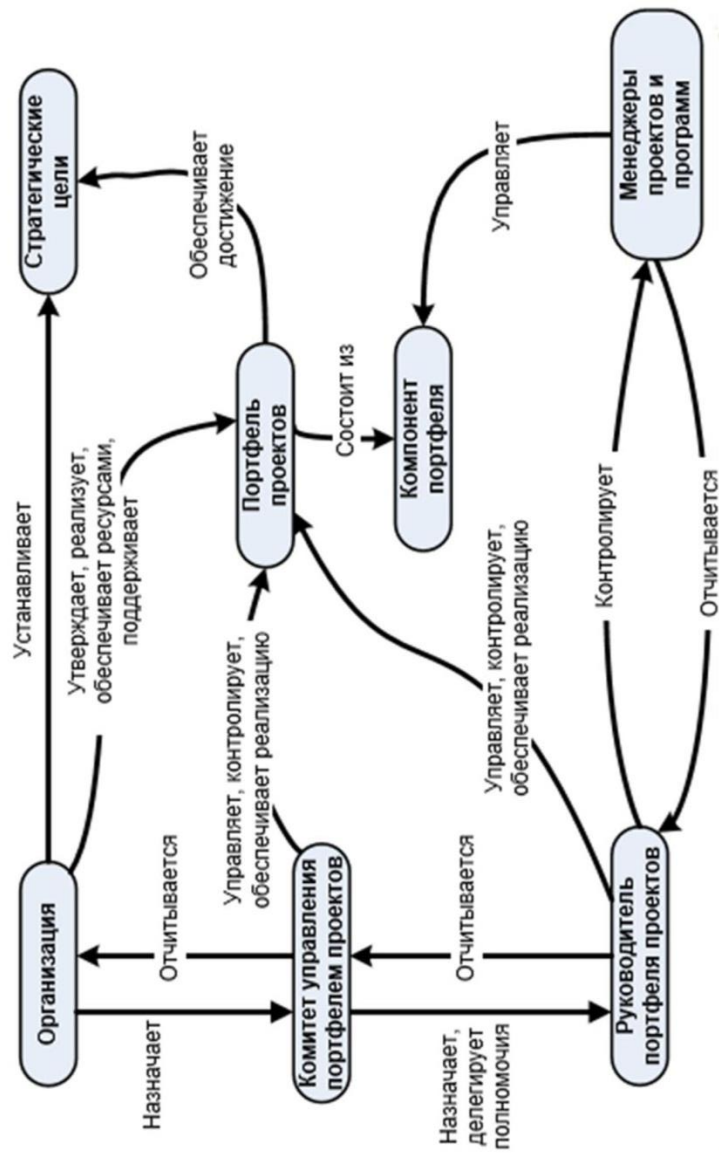 Организация
Устанавливает
Стратегические
цели
Утверждает, реализует,
обеспечивает ресурсами,
поддерживает
Обеспечивает
достижение
Назначает
Отчитывается
Управляет, контролирует,
обеспечивает реализацию
Портфель
проектов
Комитет управления
портфелем проектов
Состоит из
Компонент
портфеля
Управляет
Назначает,
делегирует
полномочия
Отчитывается
Управляет, контролирует,
обеспечивает реализацию
Контролирует
Руководитель
портфеля проектов
Менеджеры
проектов и
программ
Отчитывается